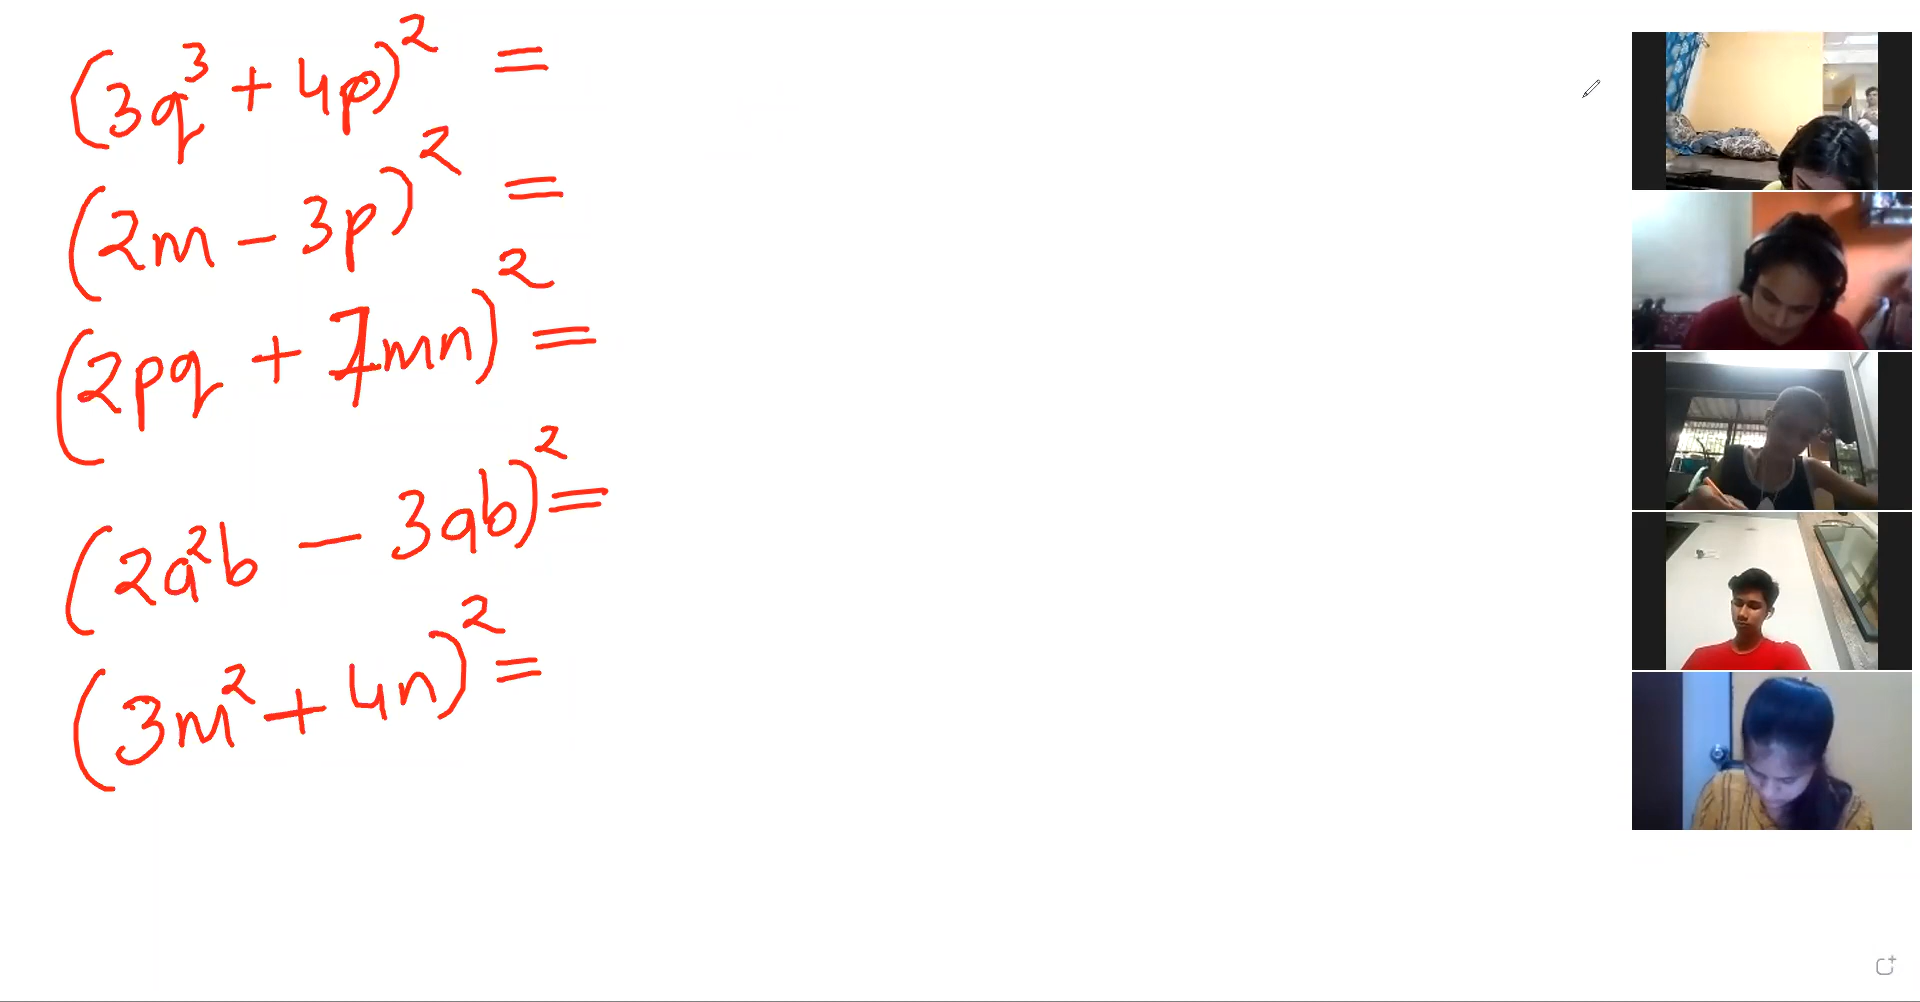 (3q³ + 4p)² =
(2m - 3p)² =
(2pq + 7mn)² =
(2a²b - 3ab)² =
(3m² + 4n)² =